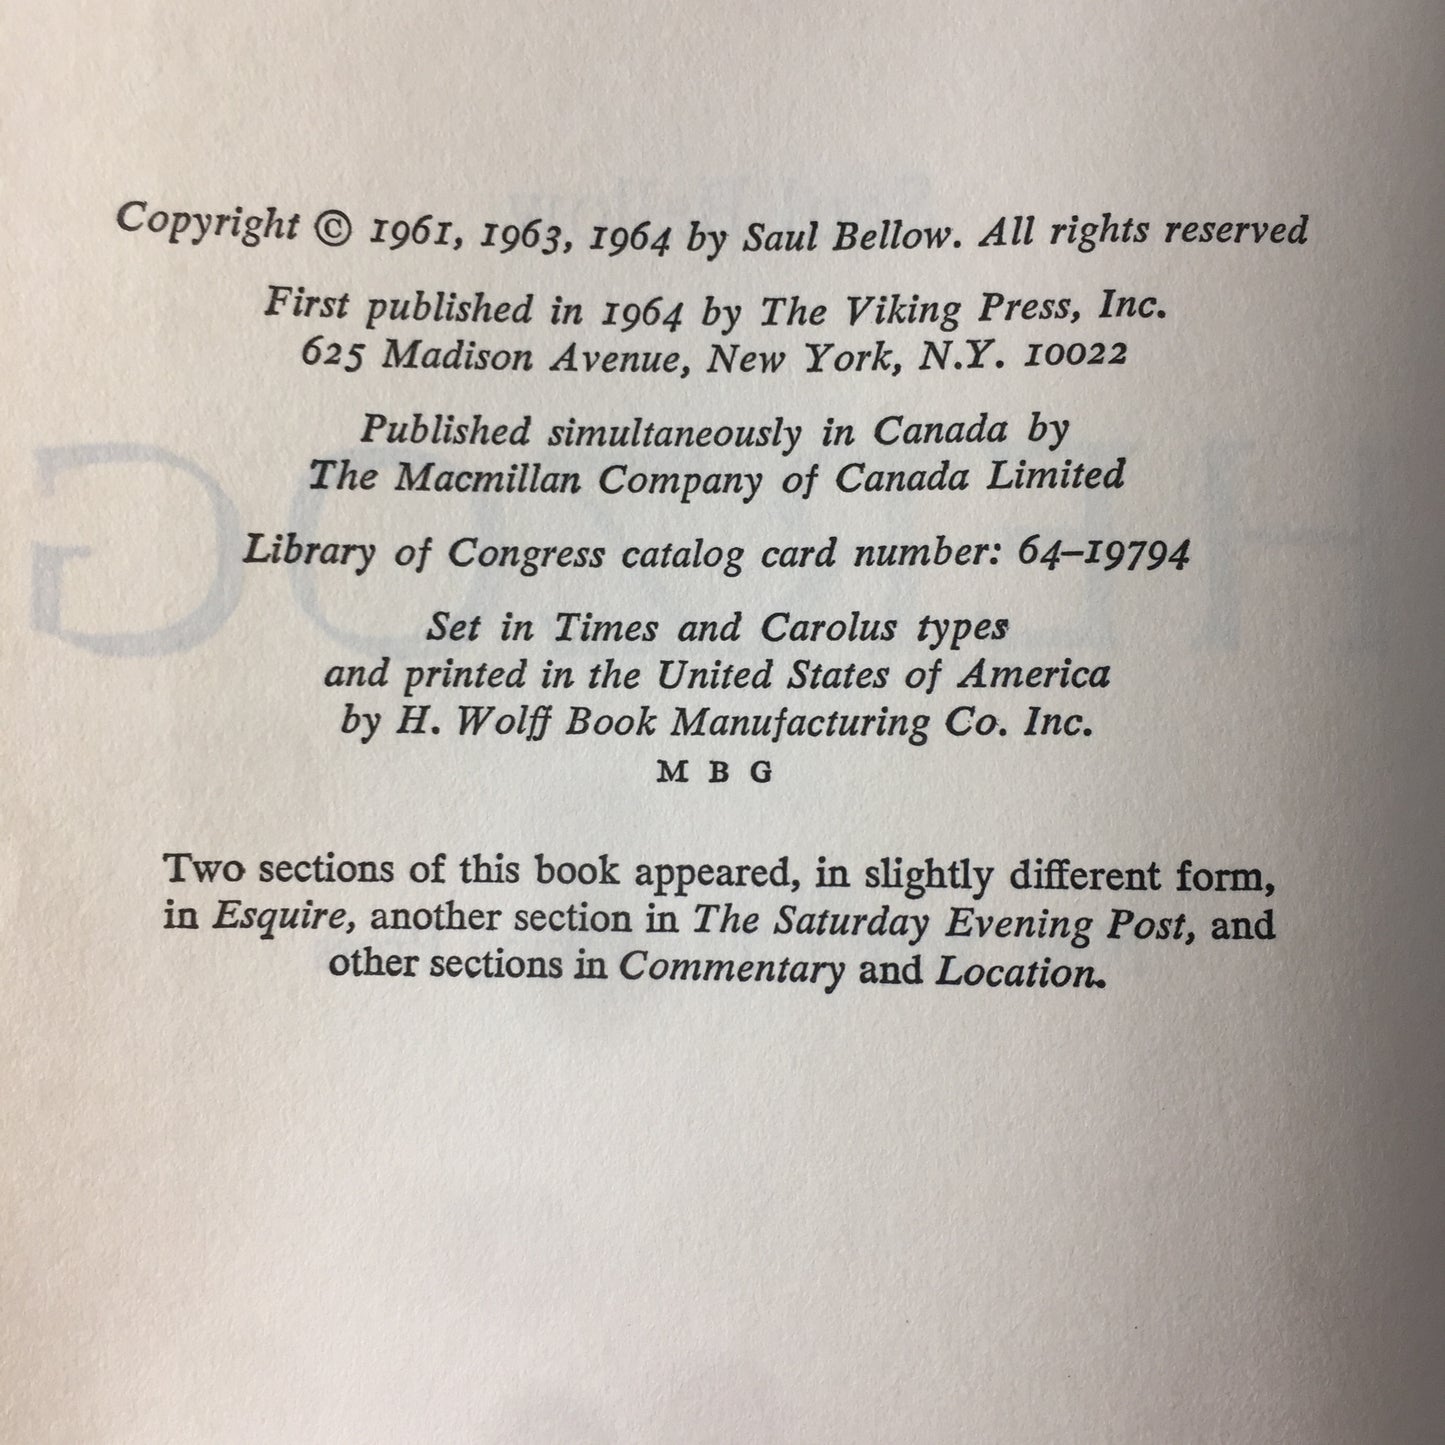 Copyright © 1961, 1963, 1964 by Saul Bellow. All rights reserved
First published in 1964 by The Viking Press, Inc.
625 Madison Avenue, New York, N.Y. 10022
Published simultaneously in Canada by
The Macmillan Company of Canada Limited
Library of Congress catalog card number: 64–19794
Set in Times and Carolus types
and printed in the United States of America
by H. Wolff Book Manufacturing Co. Inc.
M B G
Two sections of this book appeared, in slightly different form,
in Esquire, another section in The Saturday Evening Post, and
other sections in Commentary and Location.